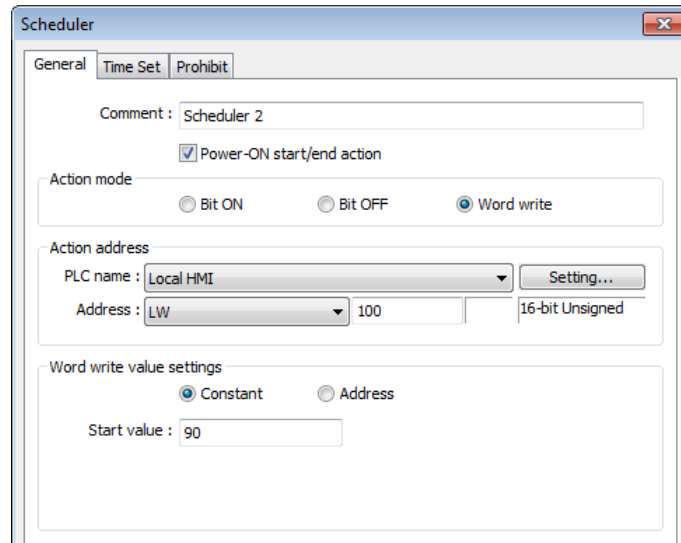 Scheduler
General Time Set Prohibit
Comment : Scheduler 2
Power-ON start/end action
Action mode
Bit ON Bit OFF Word write
Action address
PLC name : Local HMI Setting...
Address : LW 100 16-bit Unsigned
Word write value settings
Constant Address
Start value : 90